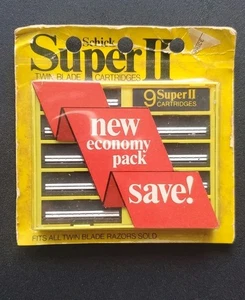 Schick
Super II
TWIN BLADE CARTRIDGES
9 Super II
CARTRIDGES
new
economy
pack
save!
FITS ALL TWIN BLADE RAZORS SOLD